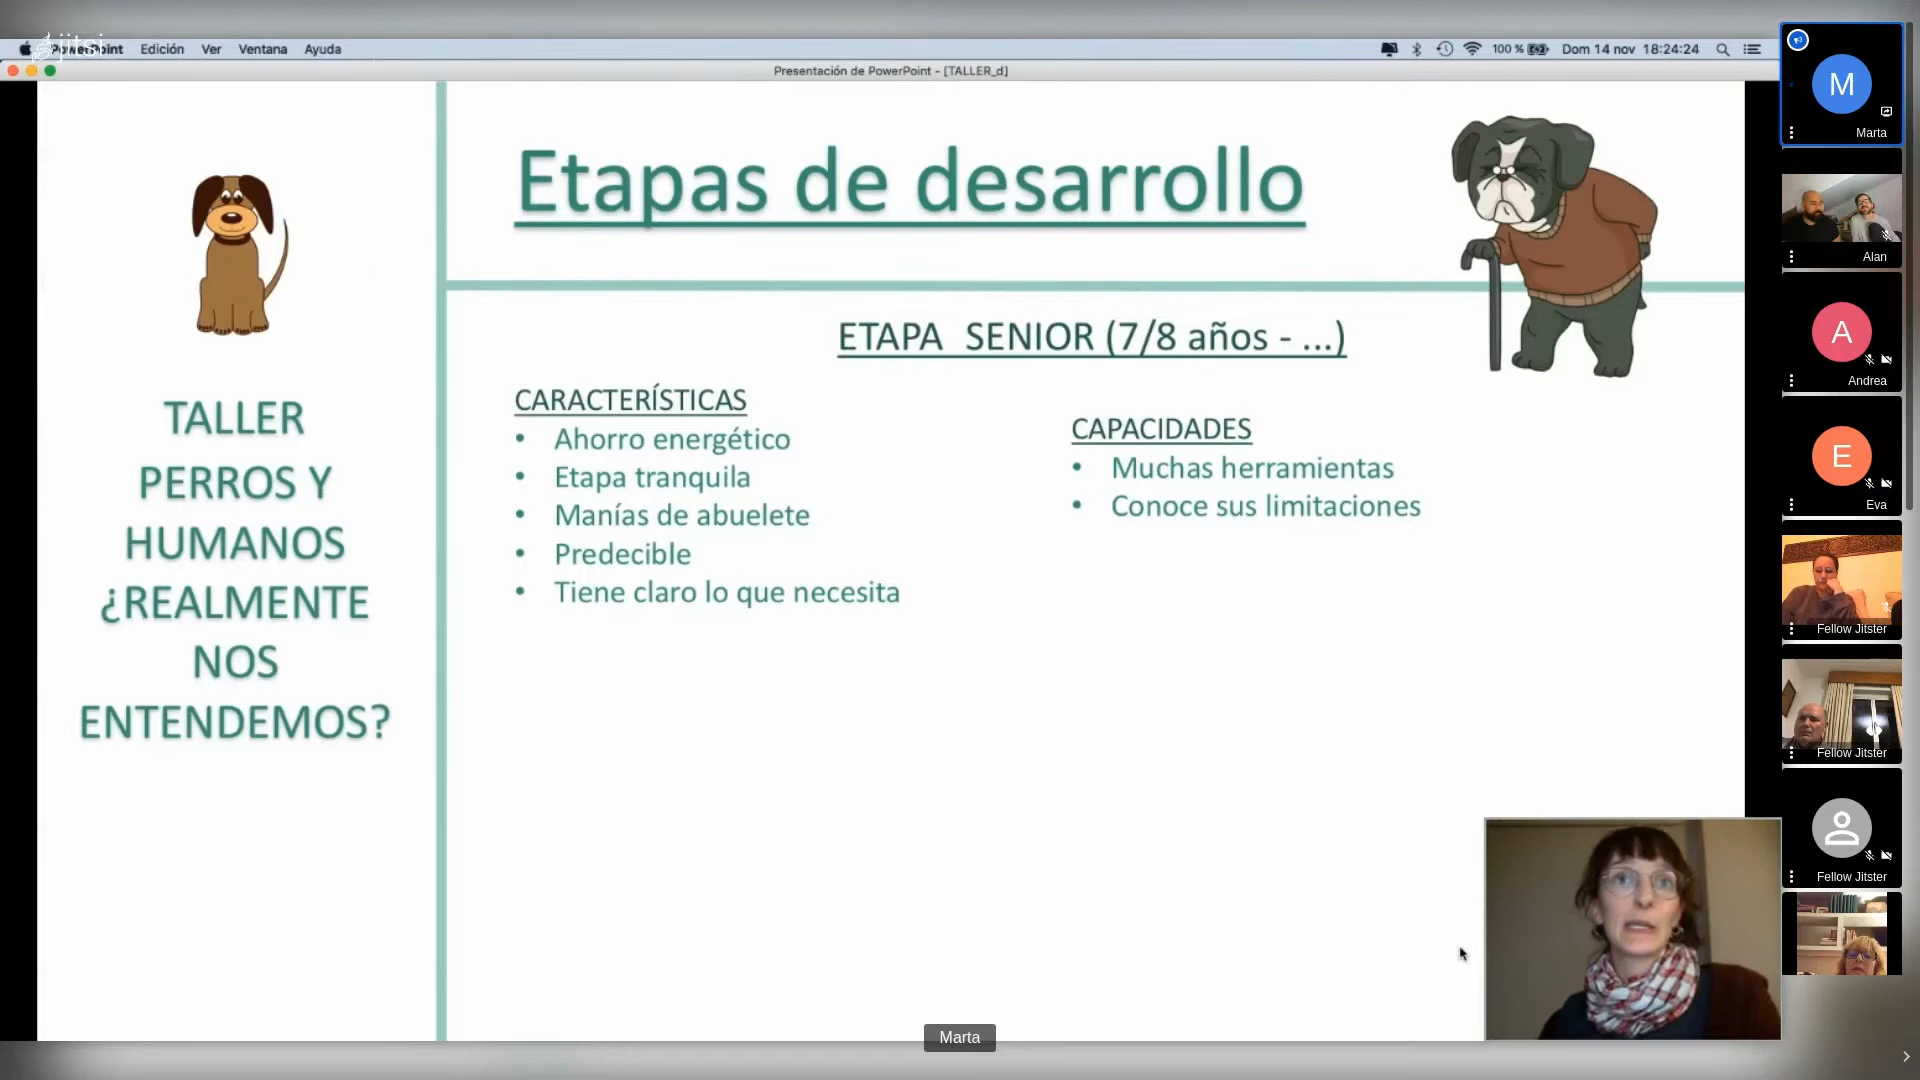 jitsi
PowerPoint Edición Ver Ventana Ayuda
100 % Dom 14 nov 18:24:24
Presentación de PowerPoint - [TALLER_d]
TALLER
PERROS Y
HUMANOS
¿REALMENTE
NOS
ENTENDEMOS?
Etapas de desarrollo
ETAPA SENIOR (7/8 años - ...)
CARACTERÍSTICAS
• Ahorro energético
• Etapa tranquila
• Manías de abuelete
• Predecible
• Tiene claro lo que necesita
CAPACIDADES
• Muchas herramientas
• Conoce sus limitaciones
Marta
M
Marta
Alan
A
Andrea
E
Eva
Fellow Jitster
Fellow Jitster
Fellow Jitster